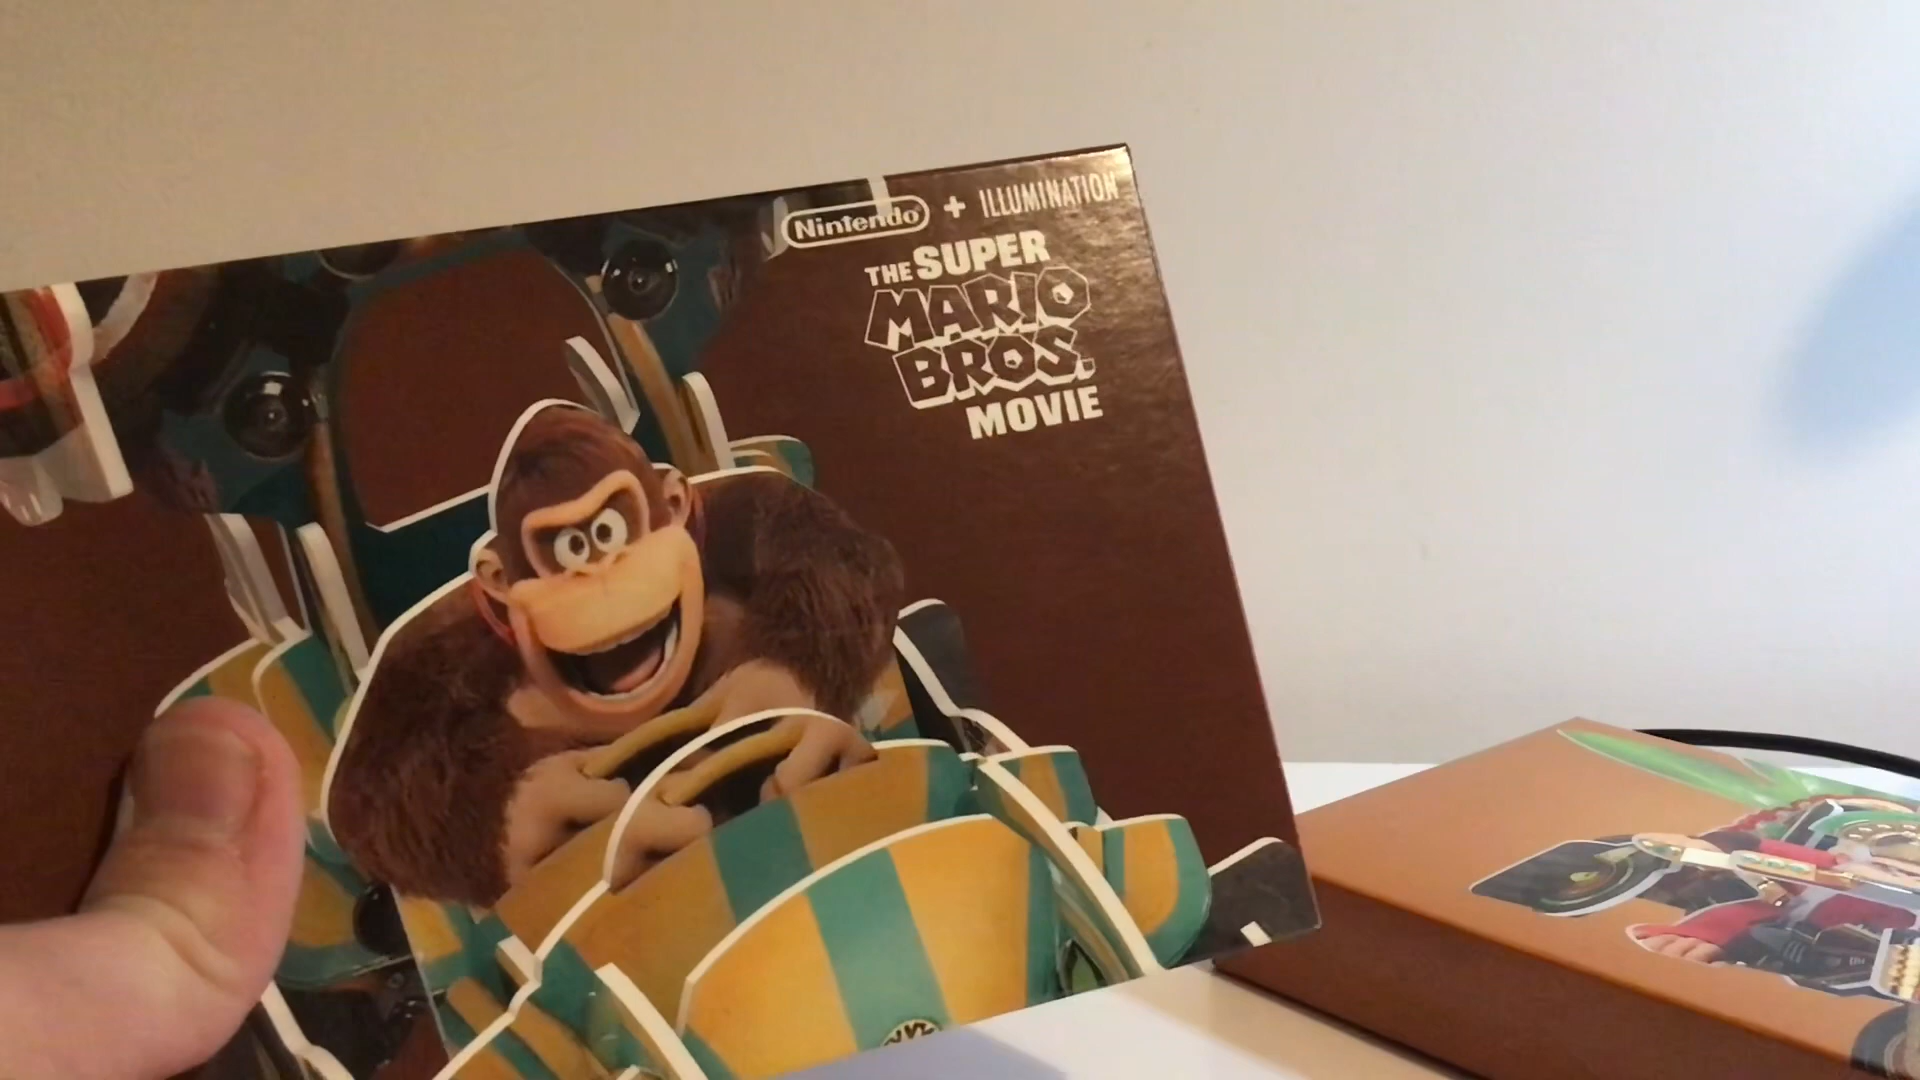 Nintendo + ILLUMINATION
THE SUPER
MARIO
BROS.
MOVIE